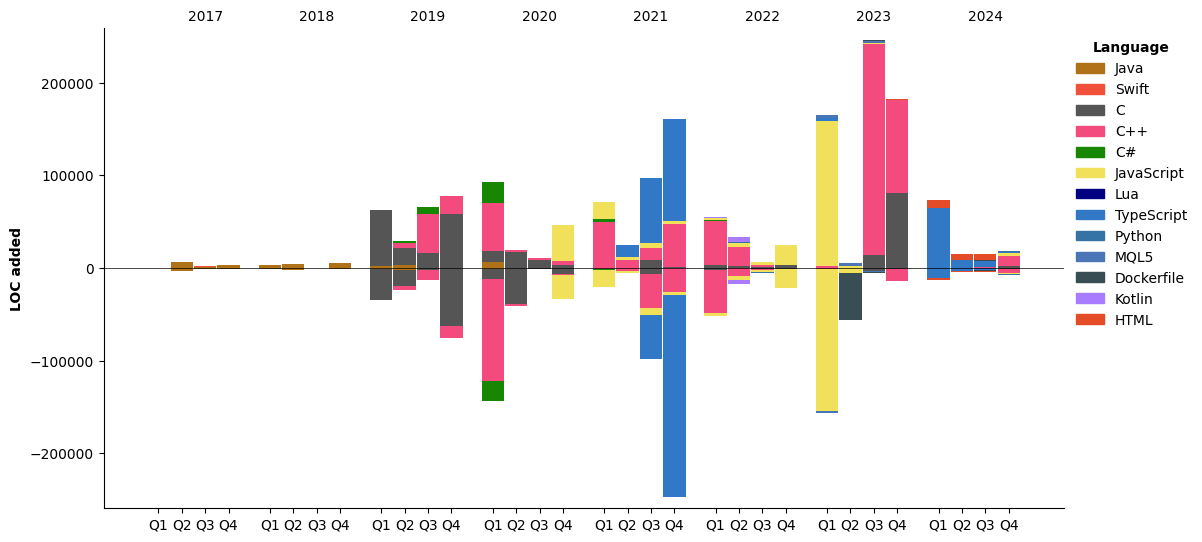 2017 2018 2019 2020 2021 2022 2023 2024
LOC added
200000
100000
0
−100000
−200000
Q1 Q2 Q3 Q4 Q1 Q2 Q3 Q4 Q1 Q2 Q3 Q4 Q1 Q2 Q3 Q4 Q1 Q2 Q3 Q4 Q1 Q2 Q3 Q4 Q1 Q2 Q3 Q4 Q1 Q2 Q3 Q4
Language
Java
Swift
C
C++
C#
JavaScript
Lua
TypeScript
Python
MQL5
Dockerfile
Kotlin
HTML